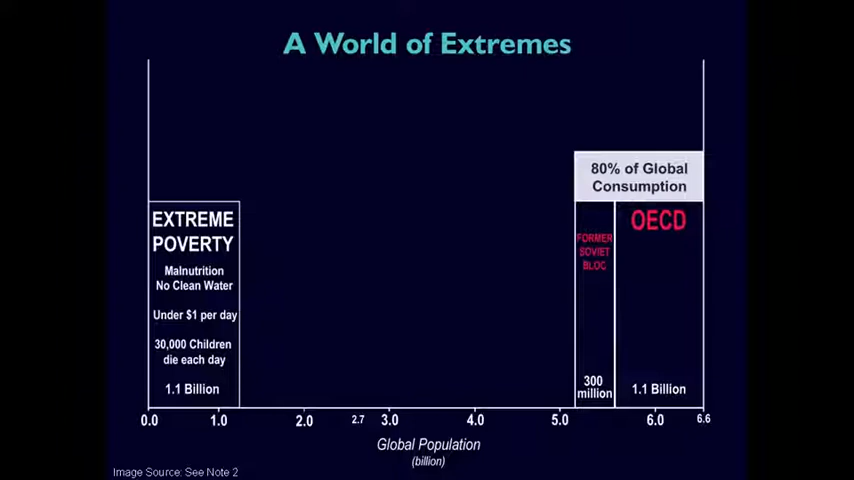 A World of Extremes
80% of Global
Consumption
EXTREME
POVERTY
Malnutrition
No Clean Water
Under $1 per day
30,000 Children
die each day
1.1 Billion
FORMER
SOVIET
BLOC
300
million
OECD
1.1 Billion
0.0 1.0 2.0 2.7 3.0 4.0 5.0 6.0 6.6
Global Population
(billion)
Image Source: See Note 2